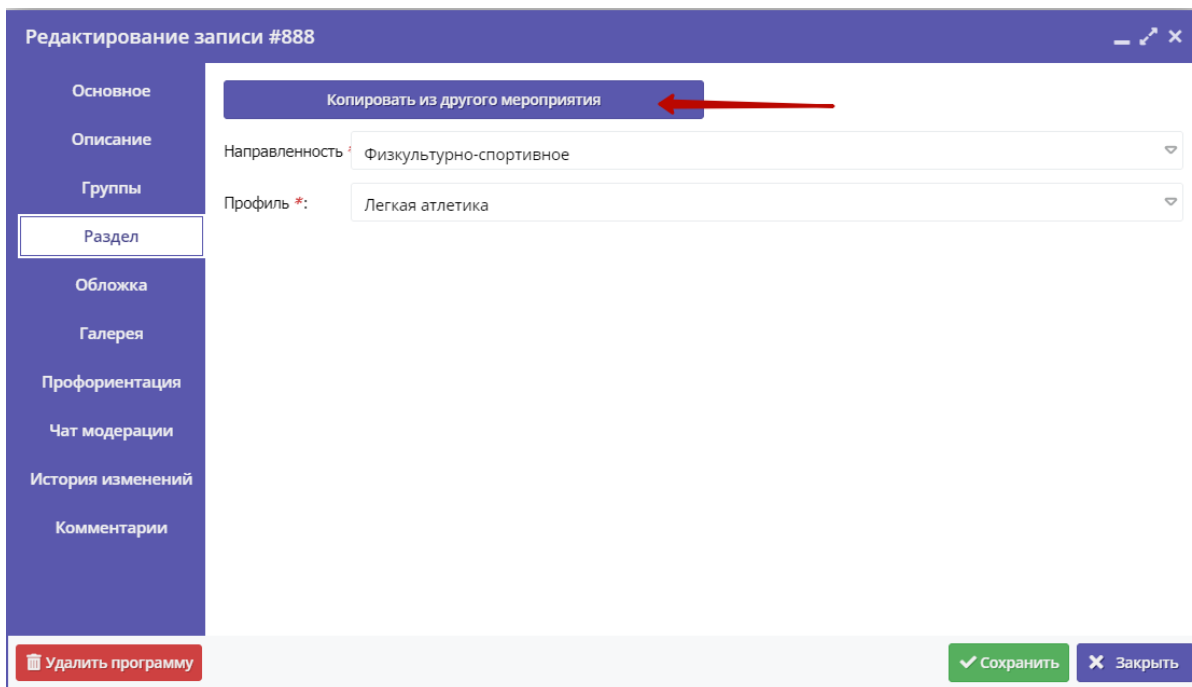 Редактирование записи #888
Основное
Описание
Группы
Раздел
Обложка
Галерея
Профориентация
Чат модерации
История изменений
Комментарии
Копировать из другого мероприятия
Направленность * Физкультурно-спортивное
Профиль *: Легкая атлетика
Удалить программу
Сохранить
Закрыть